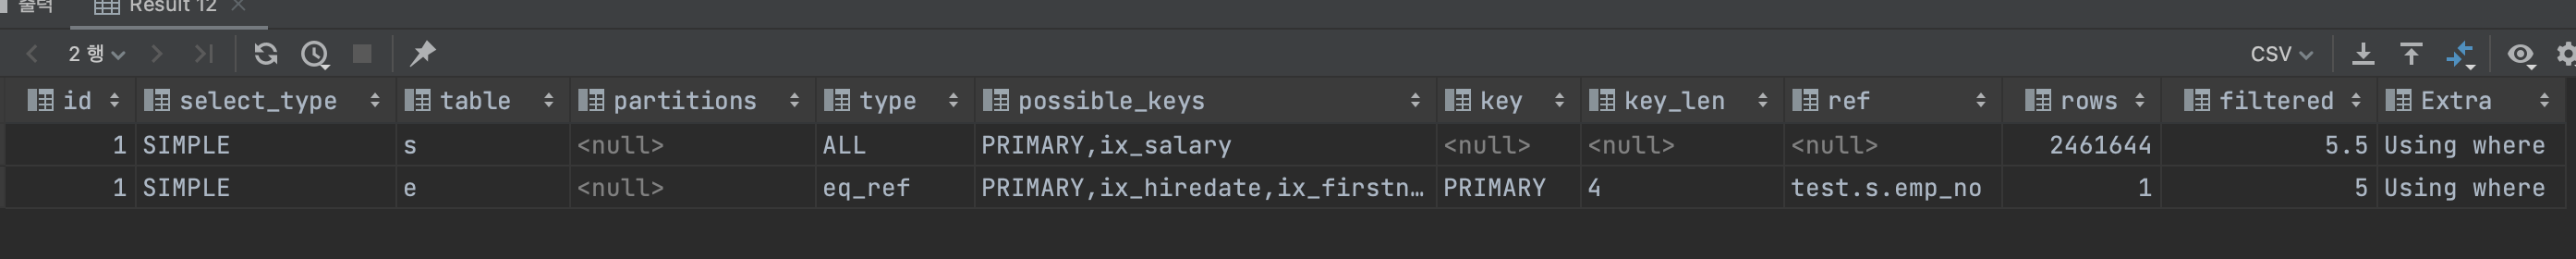 출력 Result 12
2 행 CSV
id select_type table partitions type possible_keys key key_len ref rows filtered Extra
1 SIMPLE s <null> ALL PRIMARY,ix_salary <null> <null> <null> 2461644 5.5 Using where
1 SIMPLE e <null> eq_ref PRIMARY,ix_hiredate,ix_firstn… PRIMARY 4 test.s.emp_no 1 5 Using where